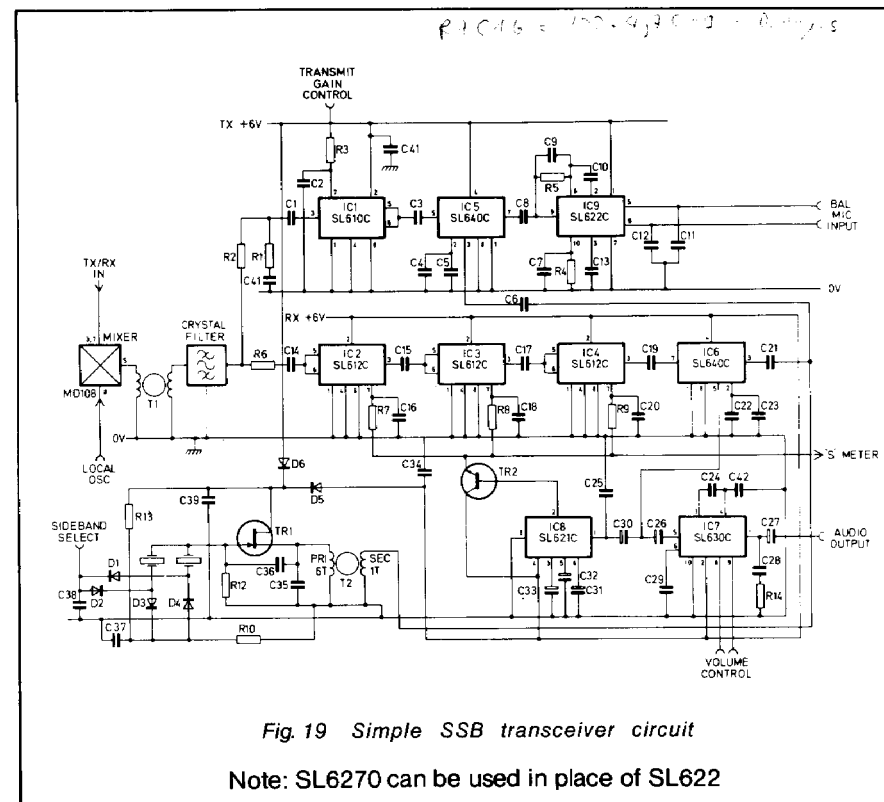 TRANSMIT
GAIN
CONTROL
TX +6V
R3
C41
C2
C9
R5
C10
C1
IC1
SL610C
C3
IC5
SL640C
C8
IC9
SL622C
BAL
MIC
INPUT
R2
R1
C41
C4
C5
C7
R4
C13
C12
C11
0V
C6
TX/RX
IN
MIXER
MD108
T1
CRYSTAL
FILTER
RX +6V
R6
C14
IC2
SL612C
C15
IC3
SL612C
C17
IC4
SL612C
C19
IC6
SL640C
C21
R7
C16
R8
C18
R9
C20
C22
C23
0V
'S' METER
LOCAL
OSC
D6
D5
C34
TR2
C25
C24
C42
C39
R13
SIDEBAND
SELECT
TR1
IC8
SL621C
C30
C26
IC7
SL630C
C27
AUDIO
OUTPUT
D1
D2
D3
D4
C38
R12
C36
C35
PRI
6T
T2
SEC
1T
C33
C32
C31
C29
C28
R14
C37
R10
VOLUME
CONTROL
Fig. 19 Simple SSB transceiver circuit
Note: SL6270 can be used in place of SL622